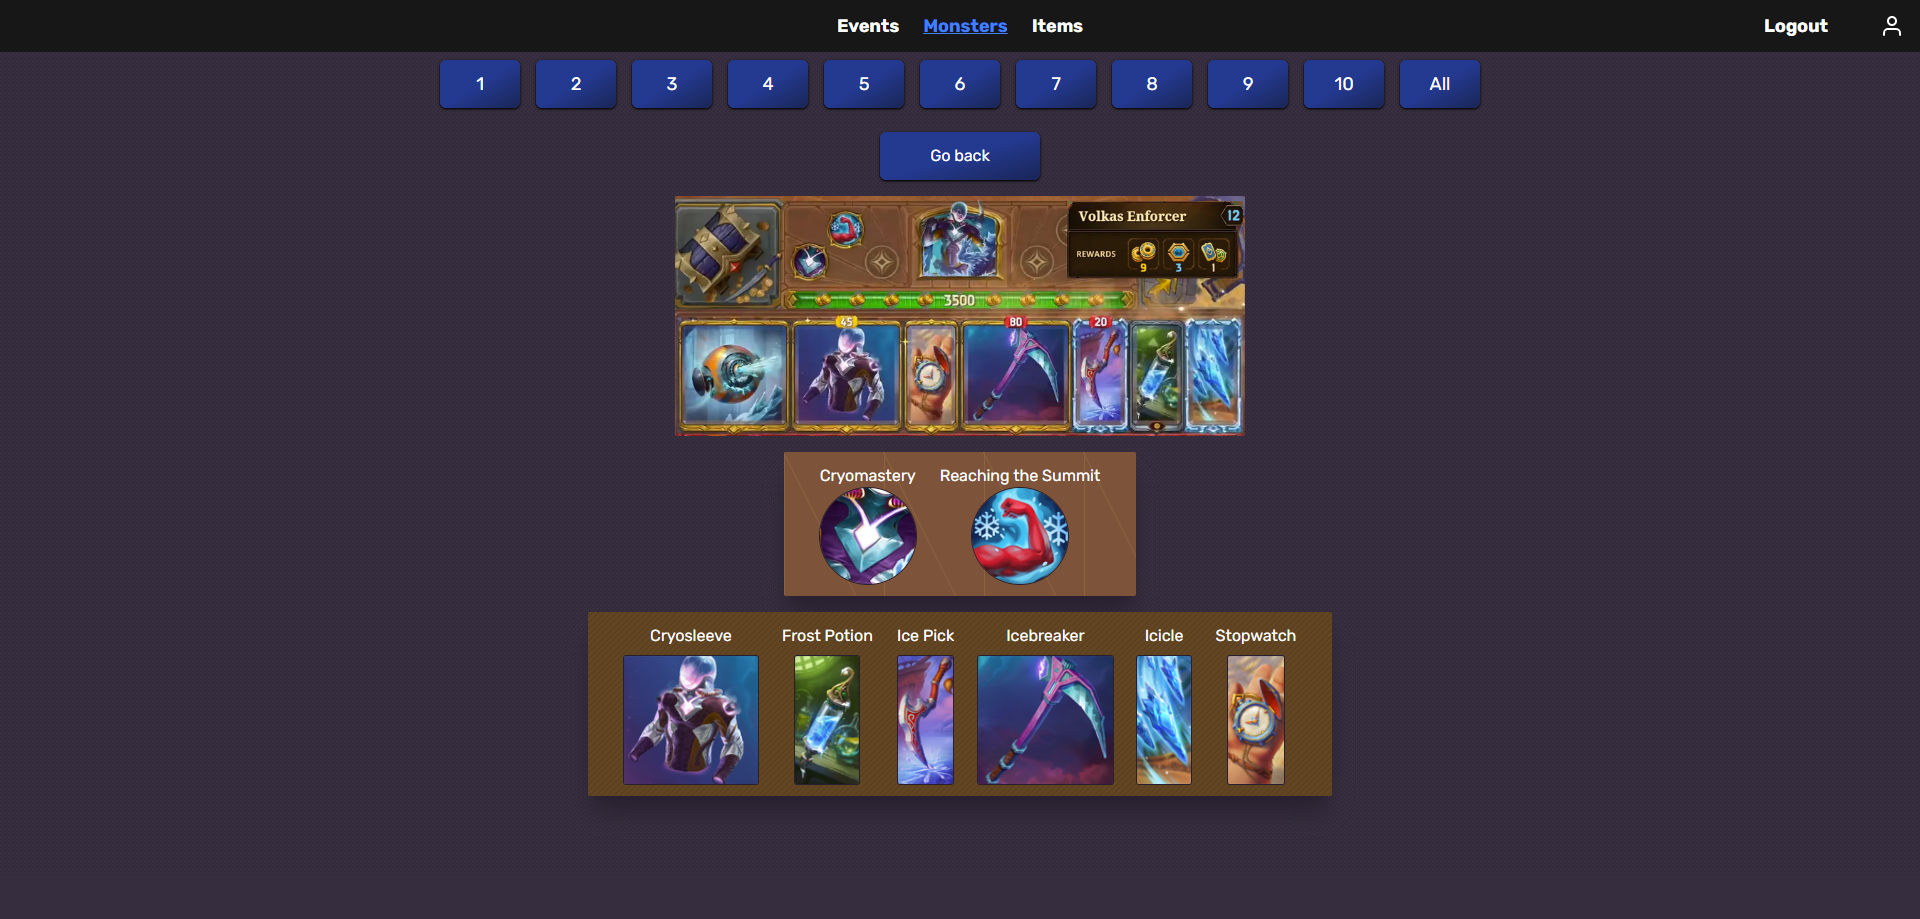 Events Monsters Items Logout
1 2 3 4 5 6 7 8 9 10 All
Go back
Volkas Enforcer 12
REWARDS
9 3 1
3500
45 80 20
Cryomastery Reaching the Summit
Cryosleeve Frost Potion Ice Pick Icebreaker Icicle Stopwatch